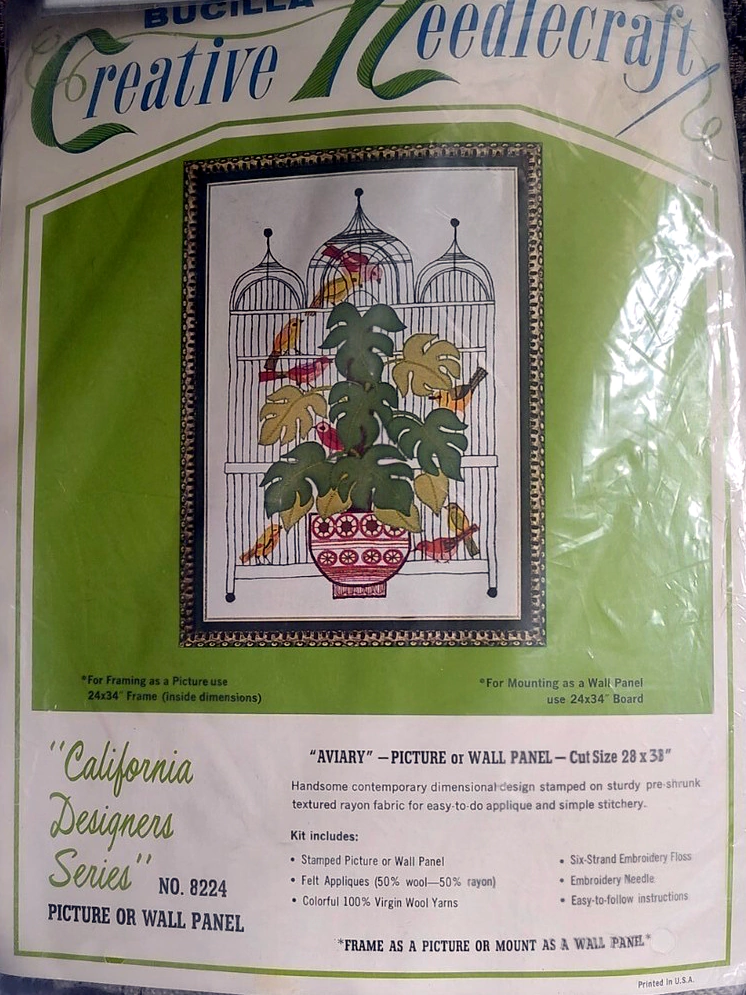 BUCILLA
Creative Needlecraft
*For Framing as a Picture use
24x34" Frame (inside dimensions)
*For Mounting as a Wall Panel
use 24x34" Board
"California
Designers
Series" NO. 8224
PICTURE OR WALL PANEL
"AVIARY" — PICTURE or WALL PANEL — Cut Size 28 x 38"
Handsome contemporary dimensional design stamped on sturdy pre-shrunk
textured rayon fabric for easy-to-do applique and simple stitchery.
Kit includes:
• Stamped Picture or Wall Panel
• Felt Appliques (50% wool—50% rayon)
• Colorful 100% Virgin Wool Yarns
• Six-Strand Embroidery Floss
• Embroidery Needle
• Easy-to-follow instructions
*FRAME AS A PICTURE OR MOUNT AS A WALL PANEL*
Printed in U.S.A.